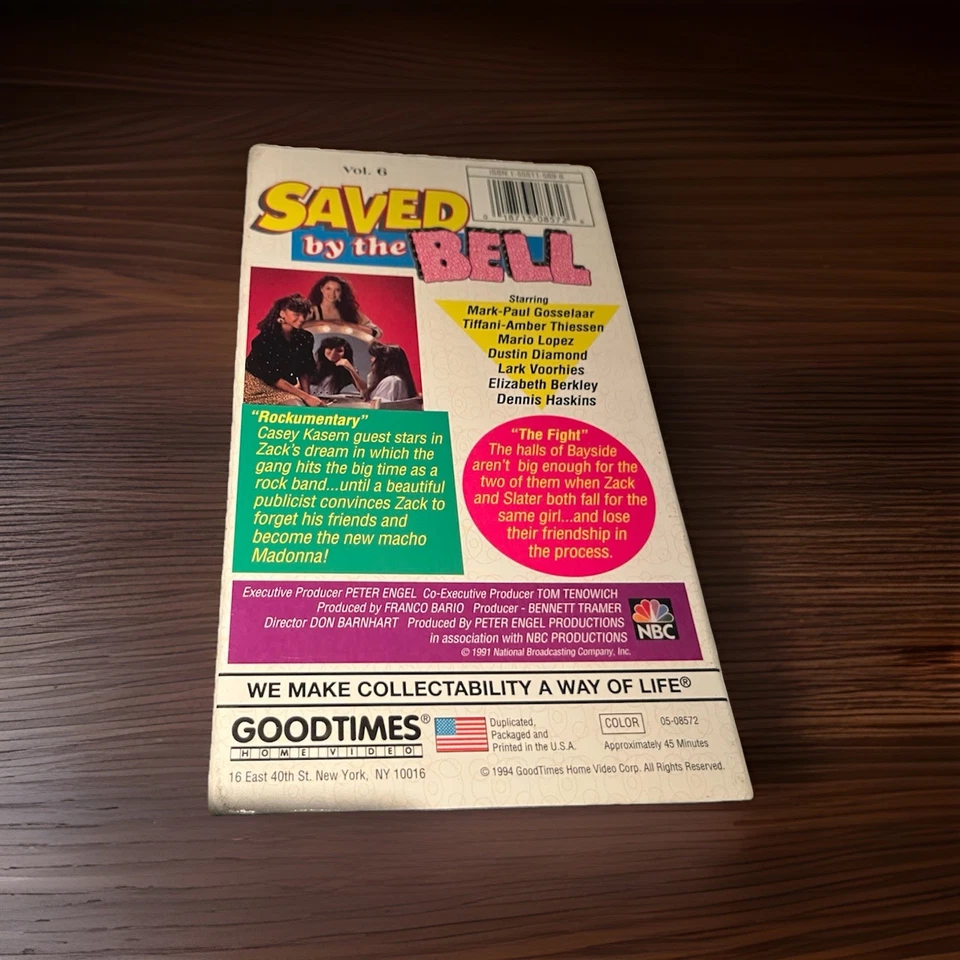 Vol. 6
SAVED
by the BELL
Starring
Mark-Paul Gosselaar
Tiffani-Amber Thiessen
Mario Lopez
Dustin Diamond
Lark Voorhies
Elizabeth Berkley
Dennis Haskins
"Rockumentary"
Casey Kasem guest stars in
Zack's dream in which the
gang hits the big time as a
rock band...until a beautiful
publicist convinces Zack to
forget his friends and
become the new macho
Madonna!
"The Fight"
The halls of Bayside
aren't big enough for the
two of them when Zack
and Slater both fall for the
same girl...and lose
their friendship in
the process.
Executive Producer PETER ENGEL Co-Executive Producer TOM TENOWICH
Produced by FRANCO BARIO Producer - BENNETT TRAMER
Director DON BARNHART Produced By PETER ENGEL PRODUCTIONS
in association with NBC PRODUCTIONS
© 1991 National Broadcasting Company, Inc.
NBC
WE MAKE COLLECTABILITY A WAY OF LIFE®
GOODTIMES®
HOME VIDEO
16 East 40th St. New York, NY 10016
Duplicated,
Packaged and
Printed in the U.S.A.
COLOR 05-08572
Approximately 45 Minutes
© 1994 GoodTimes Home Video Corp. All Rights Reserved.